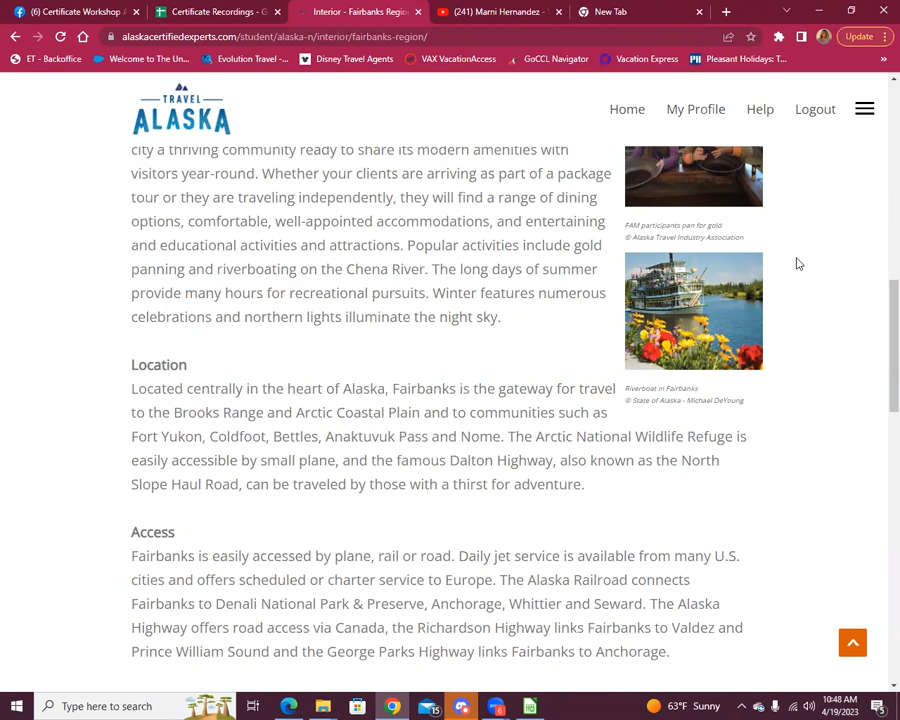 (6) Certificate Workshop A
Certificate Recordings - G
Interior - Fairbanks Regio
(241) Marni Hernandez -
New Tab
alaskacertifiedexperts.com/student/alaska-n/interior/fairbanks-region/
Update
ET - Backoffice
Welcome to The Un...
Evolution Travel -...
Disney Travel Agents
VAX VacationAccess
GoCCL Navigator
Vacation Express
Pleasant Holidays: T...
TRAVEL
ALASKA
Home
My Profile
Help
Logout
city a thriving community ready to share its modern amenities with
visitors year-round. Whether your clients are arriving as part of a package
tour or they are traveling independently, they will find a range of dining
options, comfortable, well-appointed accommodations, and entertaining
and educational activities and attractions. Popular activities include gold
panning and riverboating on the Chena River. The long days of summer
provide many hours for recreational pursuits. Winter features numerous
celebrations and northern lights illuminate the night sky.
FAM participants pan for gold
© Alaska Travel Industry Association
Riverboat in Fairbanks
© State of Alaska - Michael DeYoung
Location
Located centrally in the heart of Alaska, Fairbanks is the gateway for travel
to the Brooks Range and Arctic Coastal Plain and to communities such as
Fort Yukon, Coldfoot, Bettles, Anaktuvuk Pass and Nome. The Arctic National Wildlife Refuge is
easily accessible by small plane, and the famous Dalton Highway, also known as the North
Slope Haul Road, can be traveled by those with a thirst for adventure.
Access
Fairbanks is easily accessed by plane, rail or road. Daily jet service is available from many U.S.
cities and offers scheduled or charter service to Europe. The Alaska Railroad connects
Fairbanks to Denali National Park & Preserve, Anchorage, Whittier and Seward. The Alaska
Highway offers road access via Canada, the Richardson Highway links Fairbanks to Valdez and
Prince William Sound and the George Parks Highway links Fairbanks to Anchorage.
Type here to search
15
6
63°F Sunny
10:48 AM
4/19/2023
5